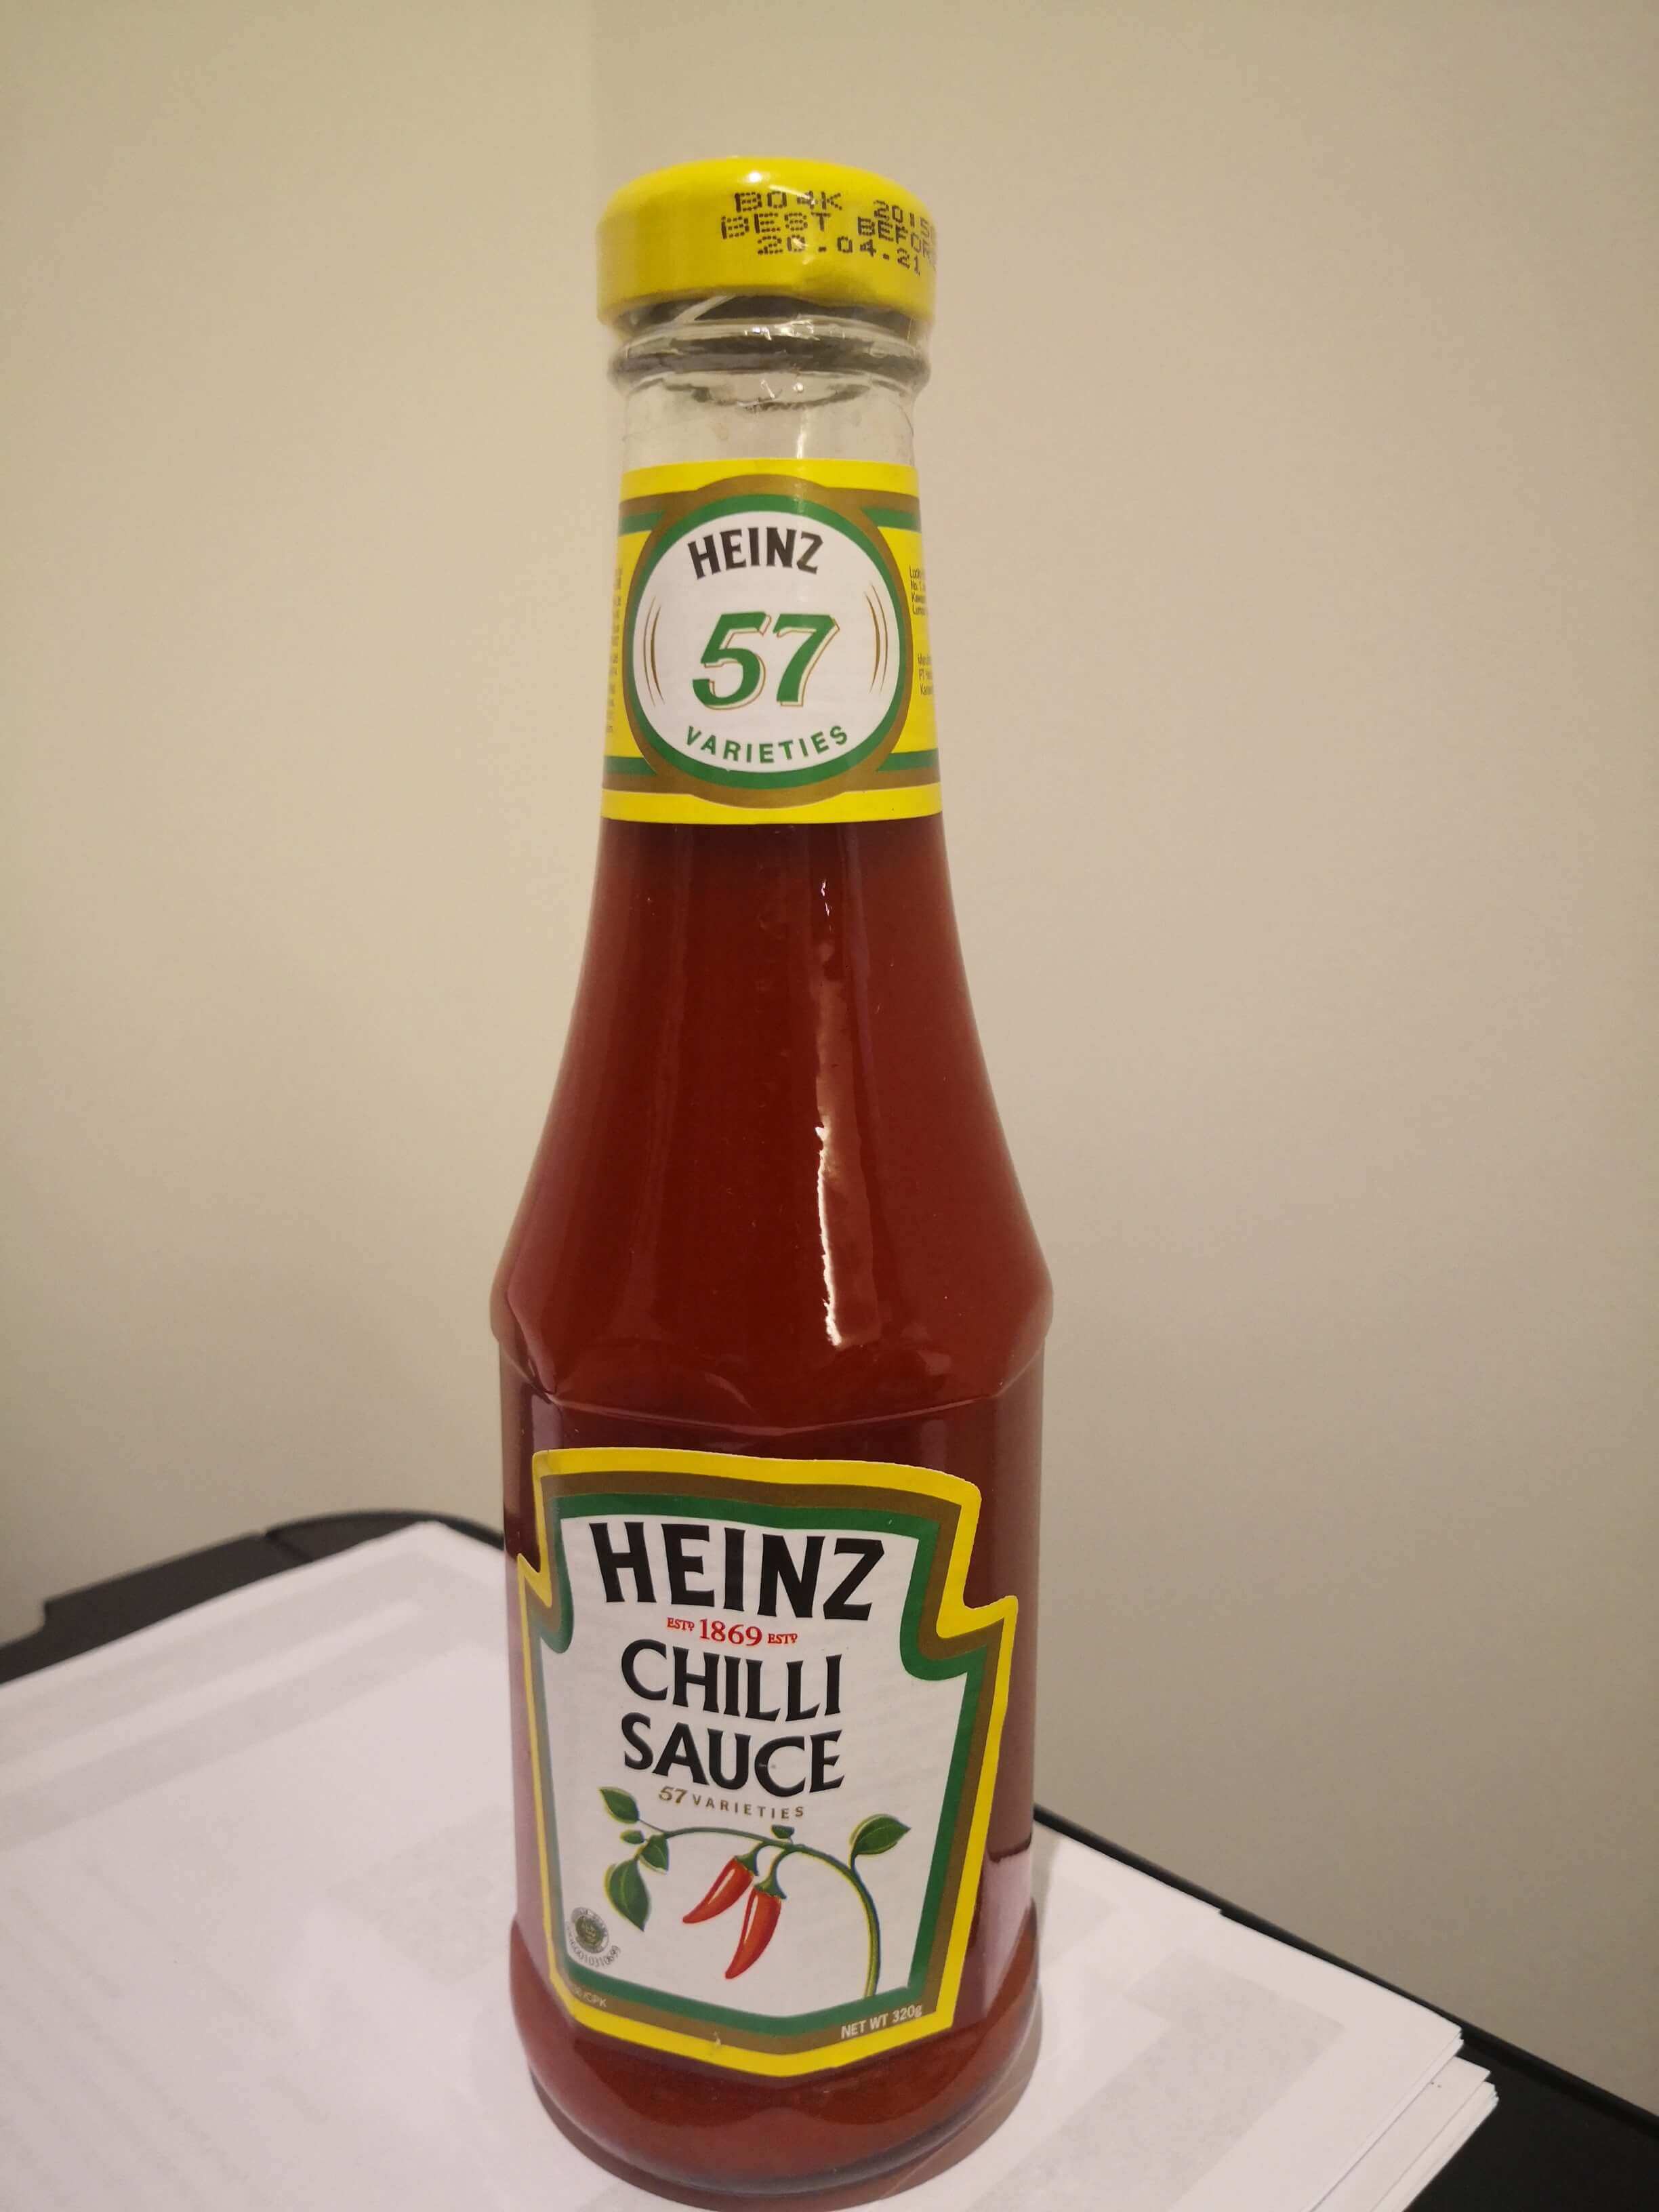 BO4K 2015
BEST BEFOR
20.04.21
HEINZ
57
VARIETIES
HEINZ
ESTD 1869 ESTD
CHILLI
SAUCE
57 VARIETIES
NET WT 320g